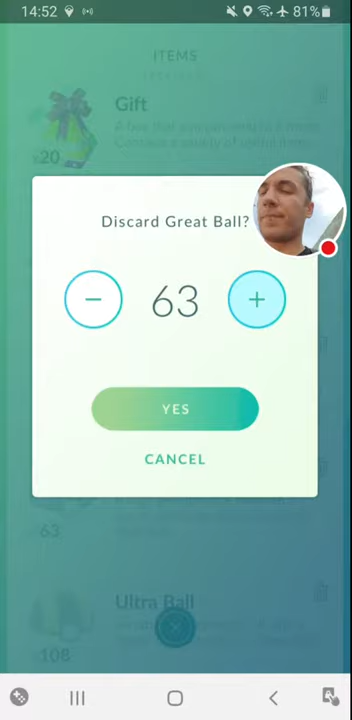 14:52
81%
ITEMS
Gift
×20
Discard Great Ball?
− 63 +
YES
CANCEL
63
Ultra Ball
108